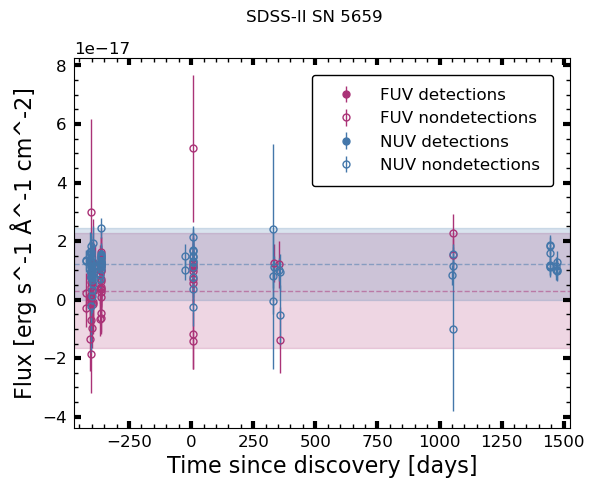 SDSS-II SN 5659
1e−17
8
6
4
2
0
−2
−4
Flux [erg s^-1 Å^-1 cm^-2]
FUV detections
FUV nondetections
NUV detections
NUV nondetections
−250 0 250 500 750 1000 1250 1500
Time since discovery [days]